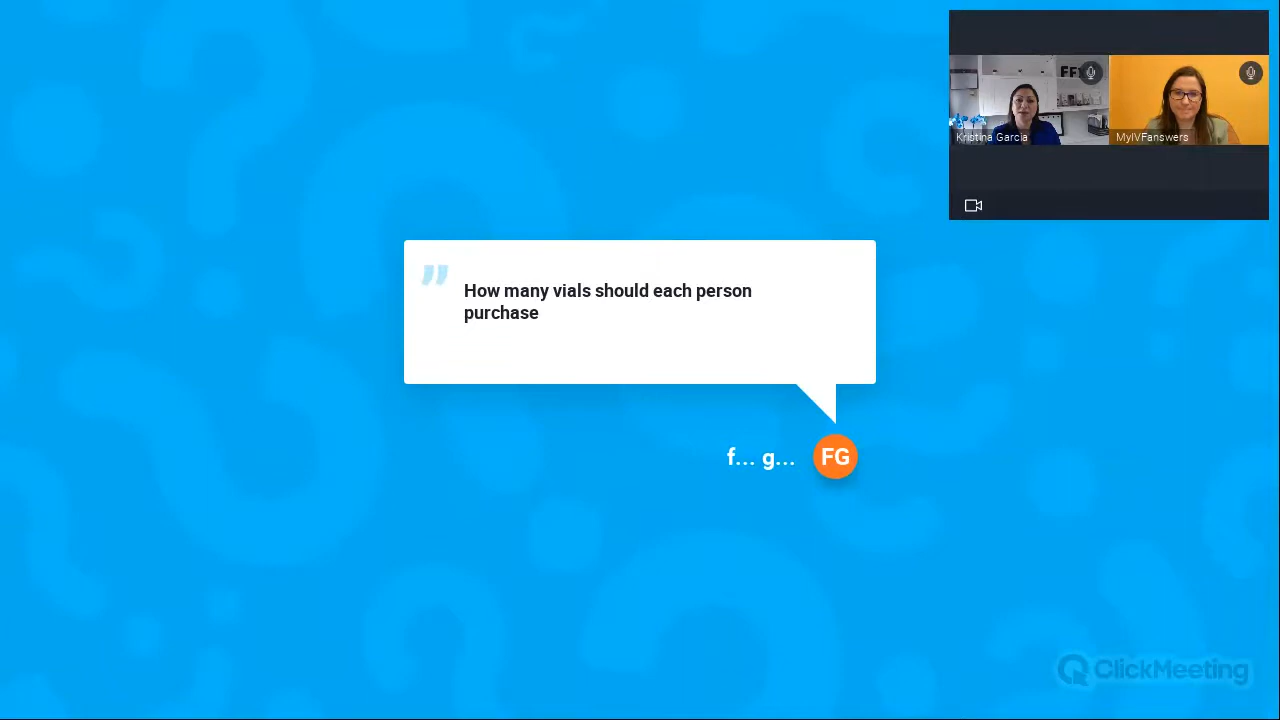 Kristina Garcia
MyIVFanswers
How many vials should each person
purchase
f... g...
FG
ClickMeeting